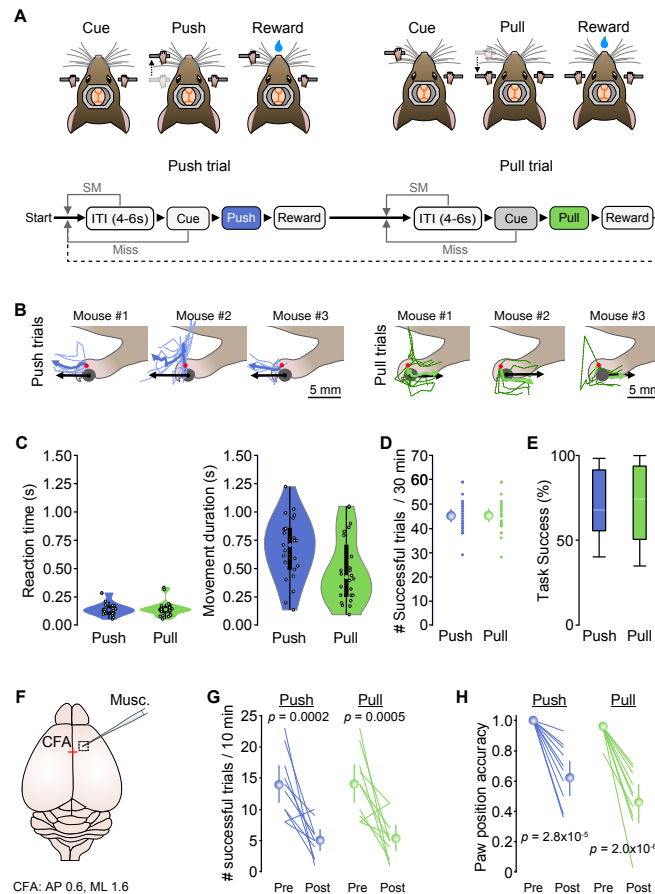 A
Cue Push Reward Cue Pull Reward
Push trial Pull trial
SM SM
Start ITI (4-6s) Cue Push Reward ITI (4-6s) Cue Pull Reward
Miss Miss
B
Mouse #1 Mouse #2 Mouse #3 Mouse #1 Mouse #2 Mouse #3
Push trials
Pull trials
5 mm 5 mm
C
Reaction time (s)
1.50
1.25
1.00
0.75
0.50
0.25
0.00
Push Pull
Movement duration (s)
1.50
1.25
1.00
0.75
0.50
0.25
0.00
Push Pull
D
# Successful trials / 30 min
70
60
60
50
40
30
20
10
0
Push Pull
E
Task Success (%)
100
50
0
Push Pull
F
Musc.
CFA
CFA: AP 0.6, ML 1.6
G
Push Pull
p = 0.0002 p = 0.0005
# successful trials / 10 min
25
20
15
10
5
0
Pre Post Pre Post
H
Push Pull
Paw position accuracy
1.0
0.8
0.6
0.4
0.2
0.0
p = 2.8x10-5
p = 2.0x10-6
Pre Post Pre Post